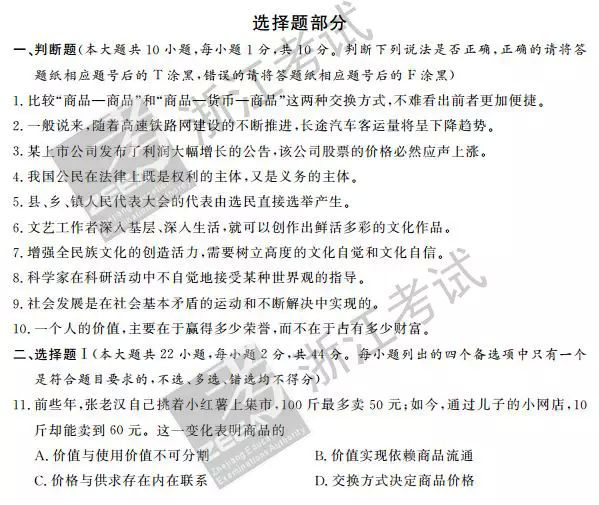 选择题部分
一、判断题(本大题共 10 小题,每小题 1 分,共 10 分。判断下列说法是否正确,正确的请将答
题纸相应题号后的 T 涂黑,错误的请将答题纸相应题号后的 F 涂黑)
1. 比较“商品—商品”和“商品—货币—商品”这两种交换方式,不难看出前者更加便捷。
2. 一般说来,随着高速铁路网建设的不断推进,长途汽车客运量将呈下降趋势。
3. 某上市公司发布了利润大幅增长的公告,该公司股票的价格必然应声上涨。
4. 我国公民在法律上既是权利的主体,又是义务的主体。
5. 县、乡、镇人民代表大会的代表由选民直接选举产生。
6. 文艺工作者深入基层、深入生活,就可以创作出鲜活多彩的文化作品。
7. 增强全民族文化的创造活力,需要树立高度的文化自觉和文化自信。
8. 科学家在科研活动中不自觉地接受某种世界观的指导。
9. 社会发展是在社会基本矛盾的运动和不断解决中实现的。
10. 一个人的价值,主要在于赢得多少荣誉,而不在于占有多少财富。
二、选择题Ⅰ(本大题共 22 小题,每小题 2 分,共 44 分。每小题列出的四个备选项中只有一个
是符合题目要求的,不选、多选、错选均不得分)
11. 前些年,张老汉自己挑着小红薯上集市,100 斤最多卖 50 元;如今,通过儿子的小网店,10
斤却能卖到 60 元。这一变化表明商品的
A. 价值与使用价值不可分割 B. 价值实现依赖商品流通
C. 价格与供求存在内在联系 D. 交换方式决定商品价格
浙江考试
浙江考试
ZEEA
Zhejiang Education Examinations Authority